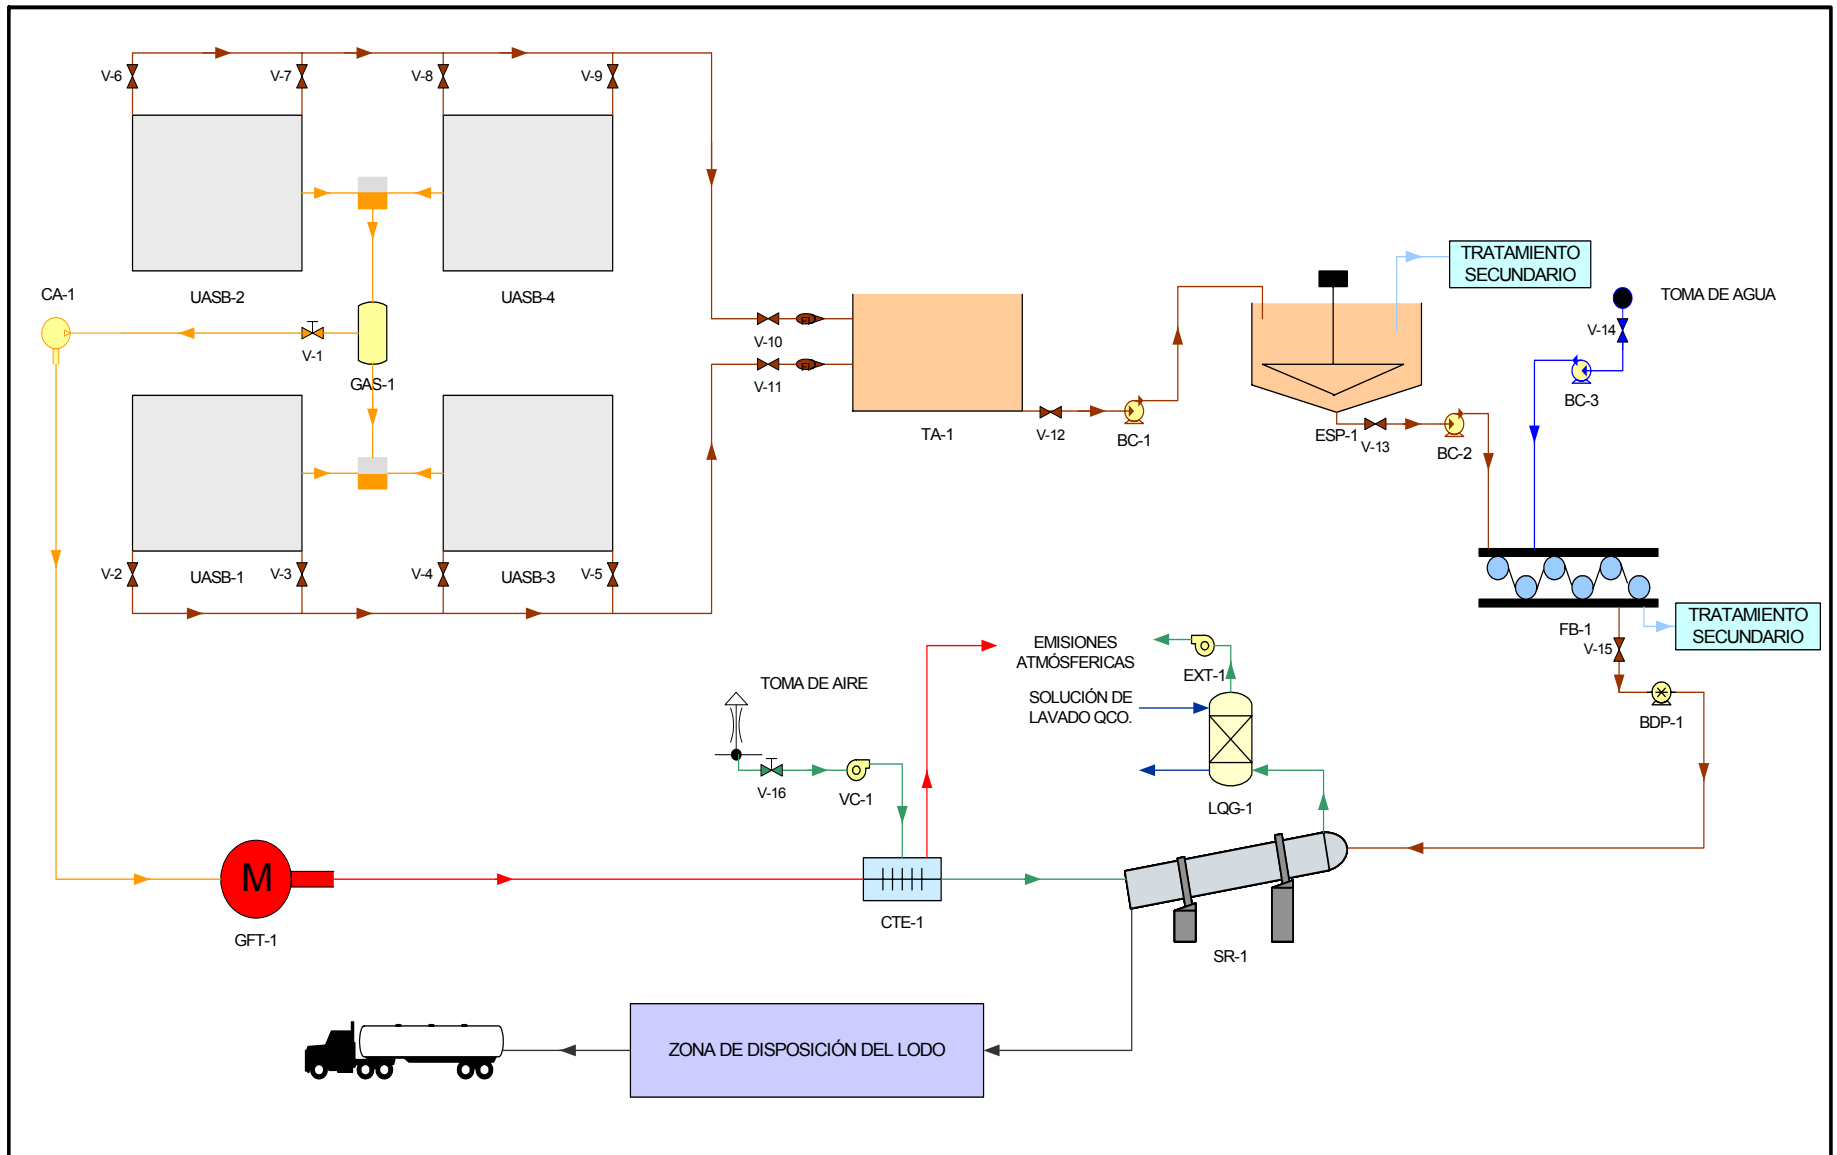 V-6
V-7
V-8
V-9
UASB-2
UASB-4
CA-1
V-1
GAS-1
UASB-1
UASB-3
V-2
V-3
V-4
V-5
V-10
V-11
FI
FI
TA-1
V-12
BC-1
ESP-1
V-13
BC-2
TRATAMIENTO
SECUNDARIO
TOMA DE AGUA
V-14
BC-3
FB-1
V-15
TRATAMIENTO
SECUNDARIO
BDP-1
EMISIONES
ATMÓSFERICAS
EXT-1
SOLUCIÓN DE
LAVADO QCO.
LQG-1
TOMA DE AIRE
V-16
VC-1
M
GFT-1
CTE-1
SR-1
ZONA DE DISPOSICIÓN DEL LODO